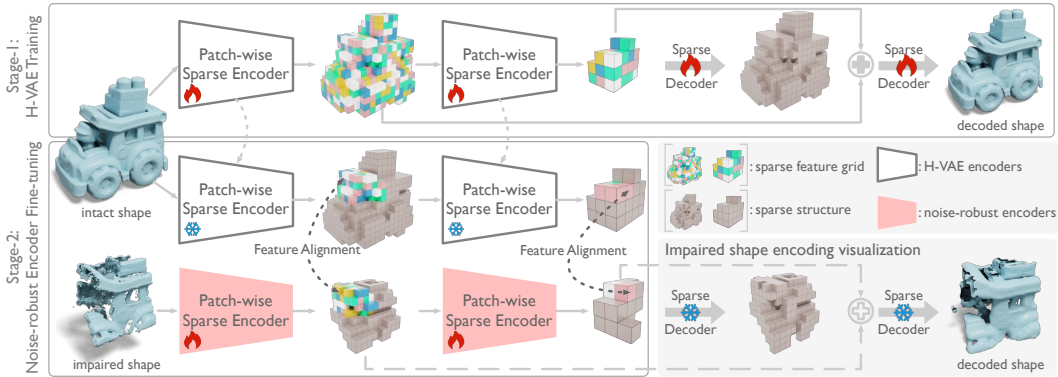 Stage-1:
H-VAE Training
Patch-wise
Sparse Encoder
Patch-wise
Sparse Encoder
Sparse
Decoder
Sparse
Decoder
decoded shape
Stage-2:
Noise-robust Encoder Fine-tuning
intact shape
Patch-wise
Sparse Encoder
Patch-wise
Sparse Encoder
Feature Alignment
Feature Alignment
impaired shape
Patch-wise
Sparse Encoder
Patch-wise
Sparse Encoder
: sparse feature grid
: H-VAE encoders
: sparse structure
: noise-robust encoders
Impaired shape encoding visualization
Sparse
Decoder
Sparse
Decoder
decoded shape